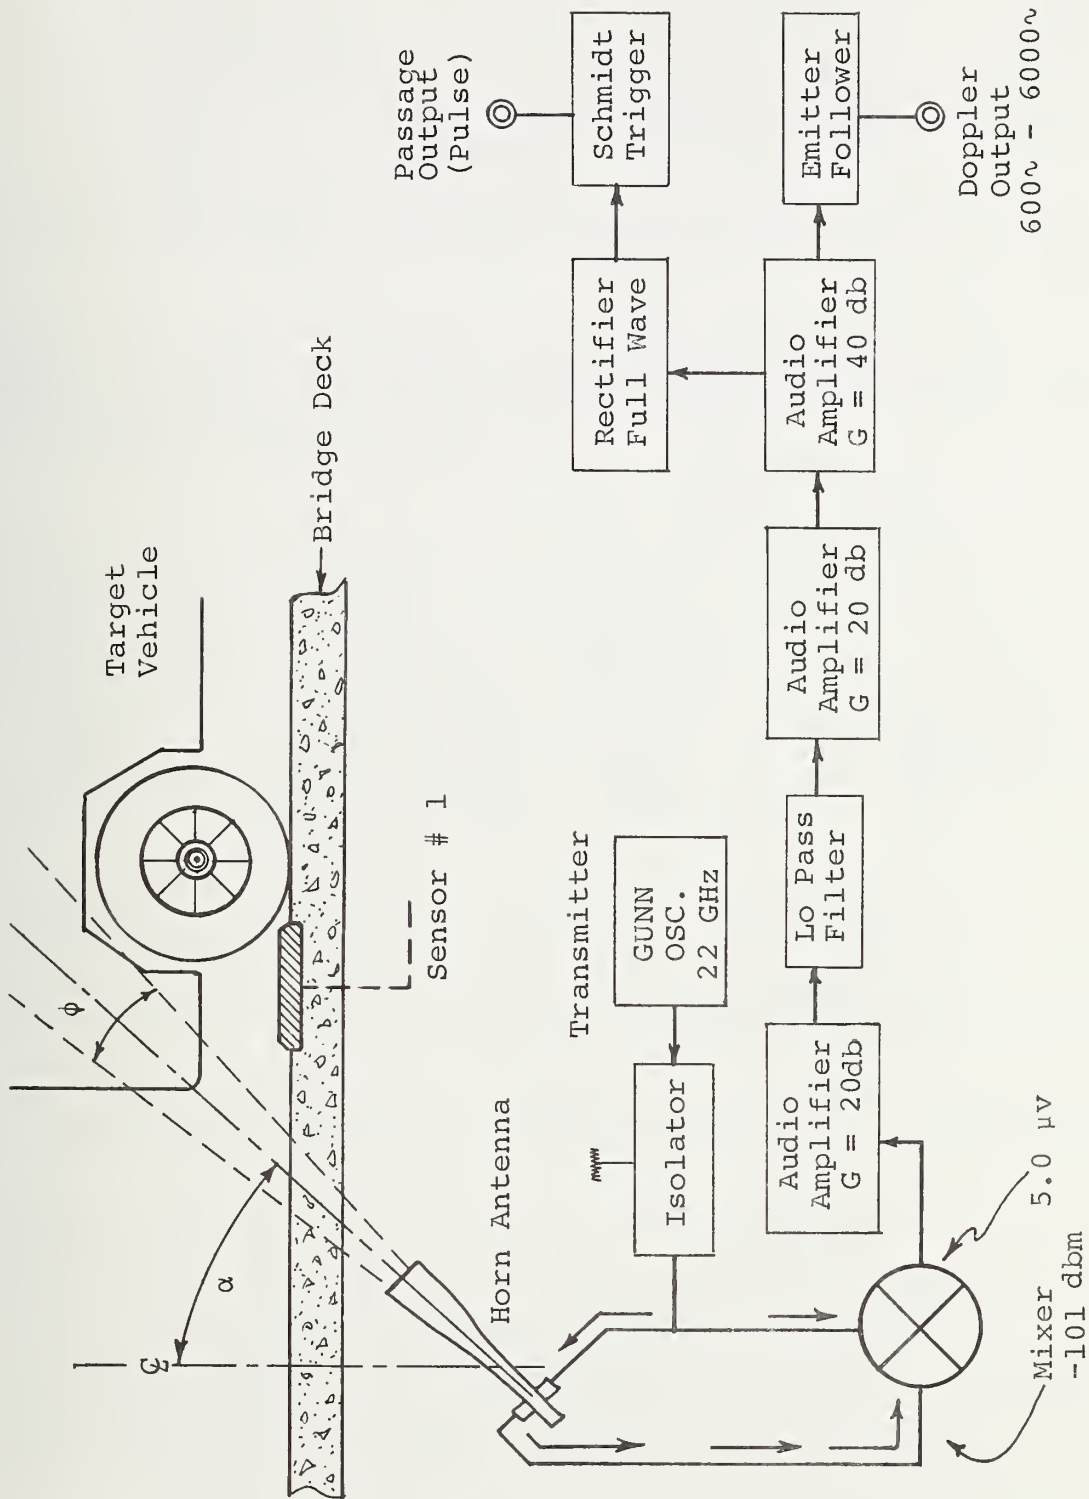 Target
Vehicle
Bridge Deck
φ
α
℄
Sensor # 1
Horn Antenna
Transmitter
GUNN
OSC.
22 GHz
Isolator
Audio
Amplifier
G = 20db
Lo Pass
Filter
Audio
Amplifier
G = 20 db
Audio
Amplifier
G = 40 db
Rectifier
Full Wave
Schmidt
Trigger
Passage
Output
(Pulse)
Emitter
Follower
Doppler
Output
600~ - 6000~
Mixer
-101 dbm
5.0 μv